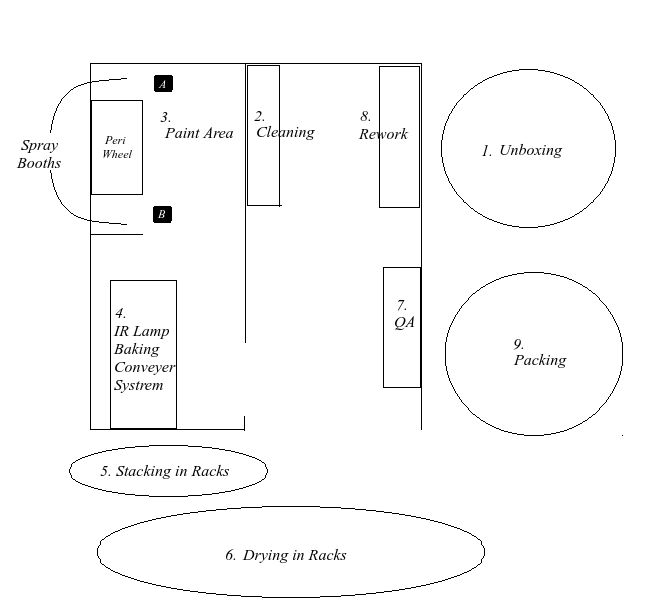 A
3.
Paint Area
2.
Cleaning
8.
Rework
1. Unboxing
Peri
Wheel
Spray
Booths
B
4.
IR Lamp
Baking
Conveyer
Systrem
7.
QA
9.
Packing
5. Stacking in Racks
6. Drying in Racks